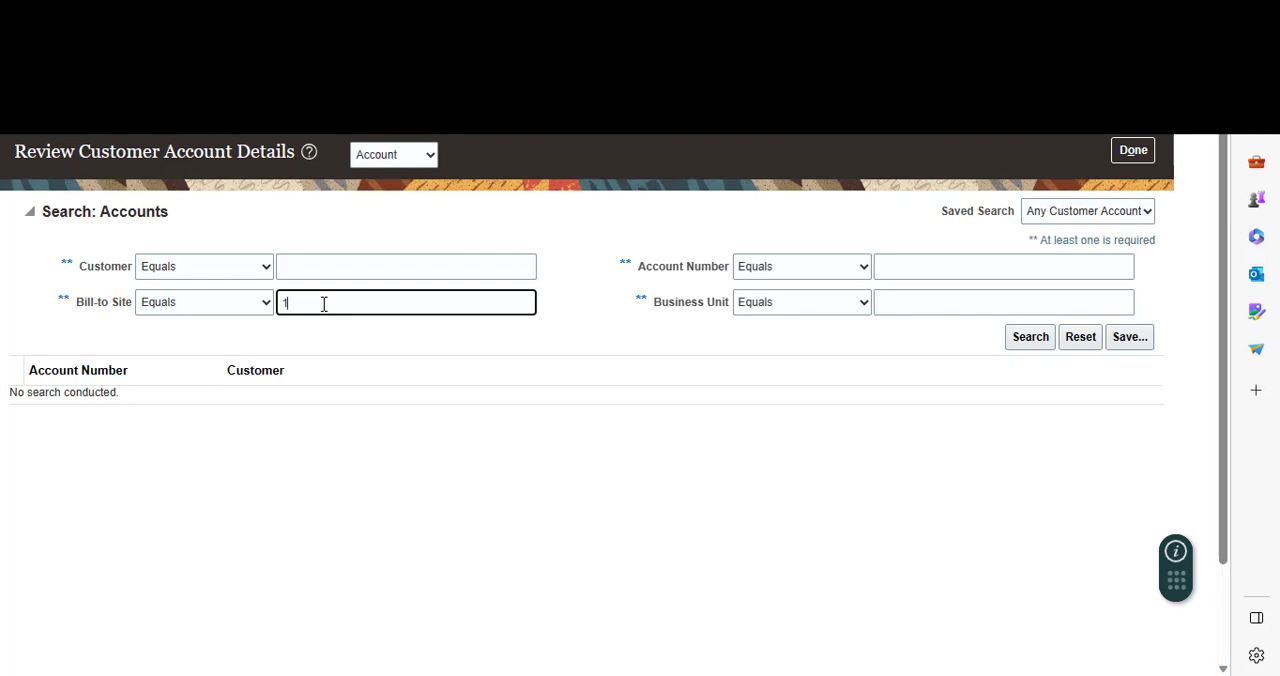 Review Customer Account Details ? Account Done
Search: Accounts Saved Search Any Customer Account
** At least one is required
** Customer Equals ** Account Number Equals
** Bill-to Site Equals 1 ** Business Unit Equals
Search Reset Save...
Account Number Customer
No search conducted.